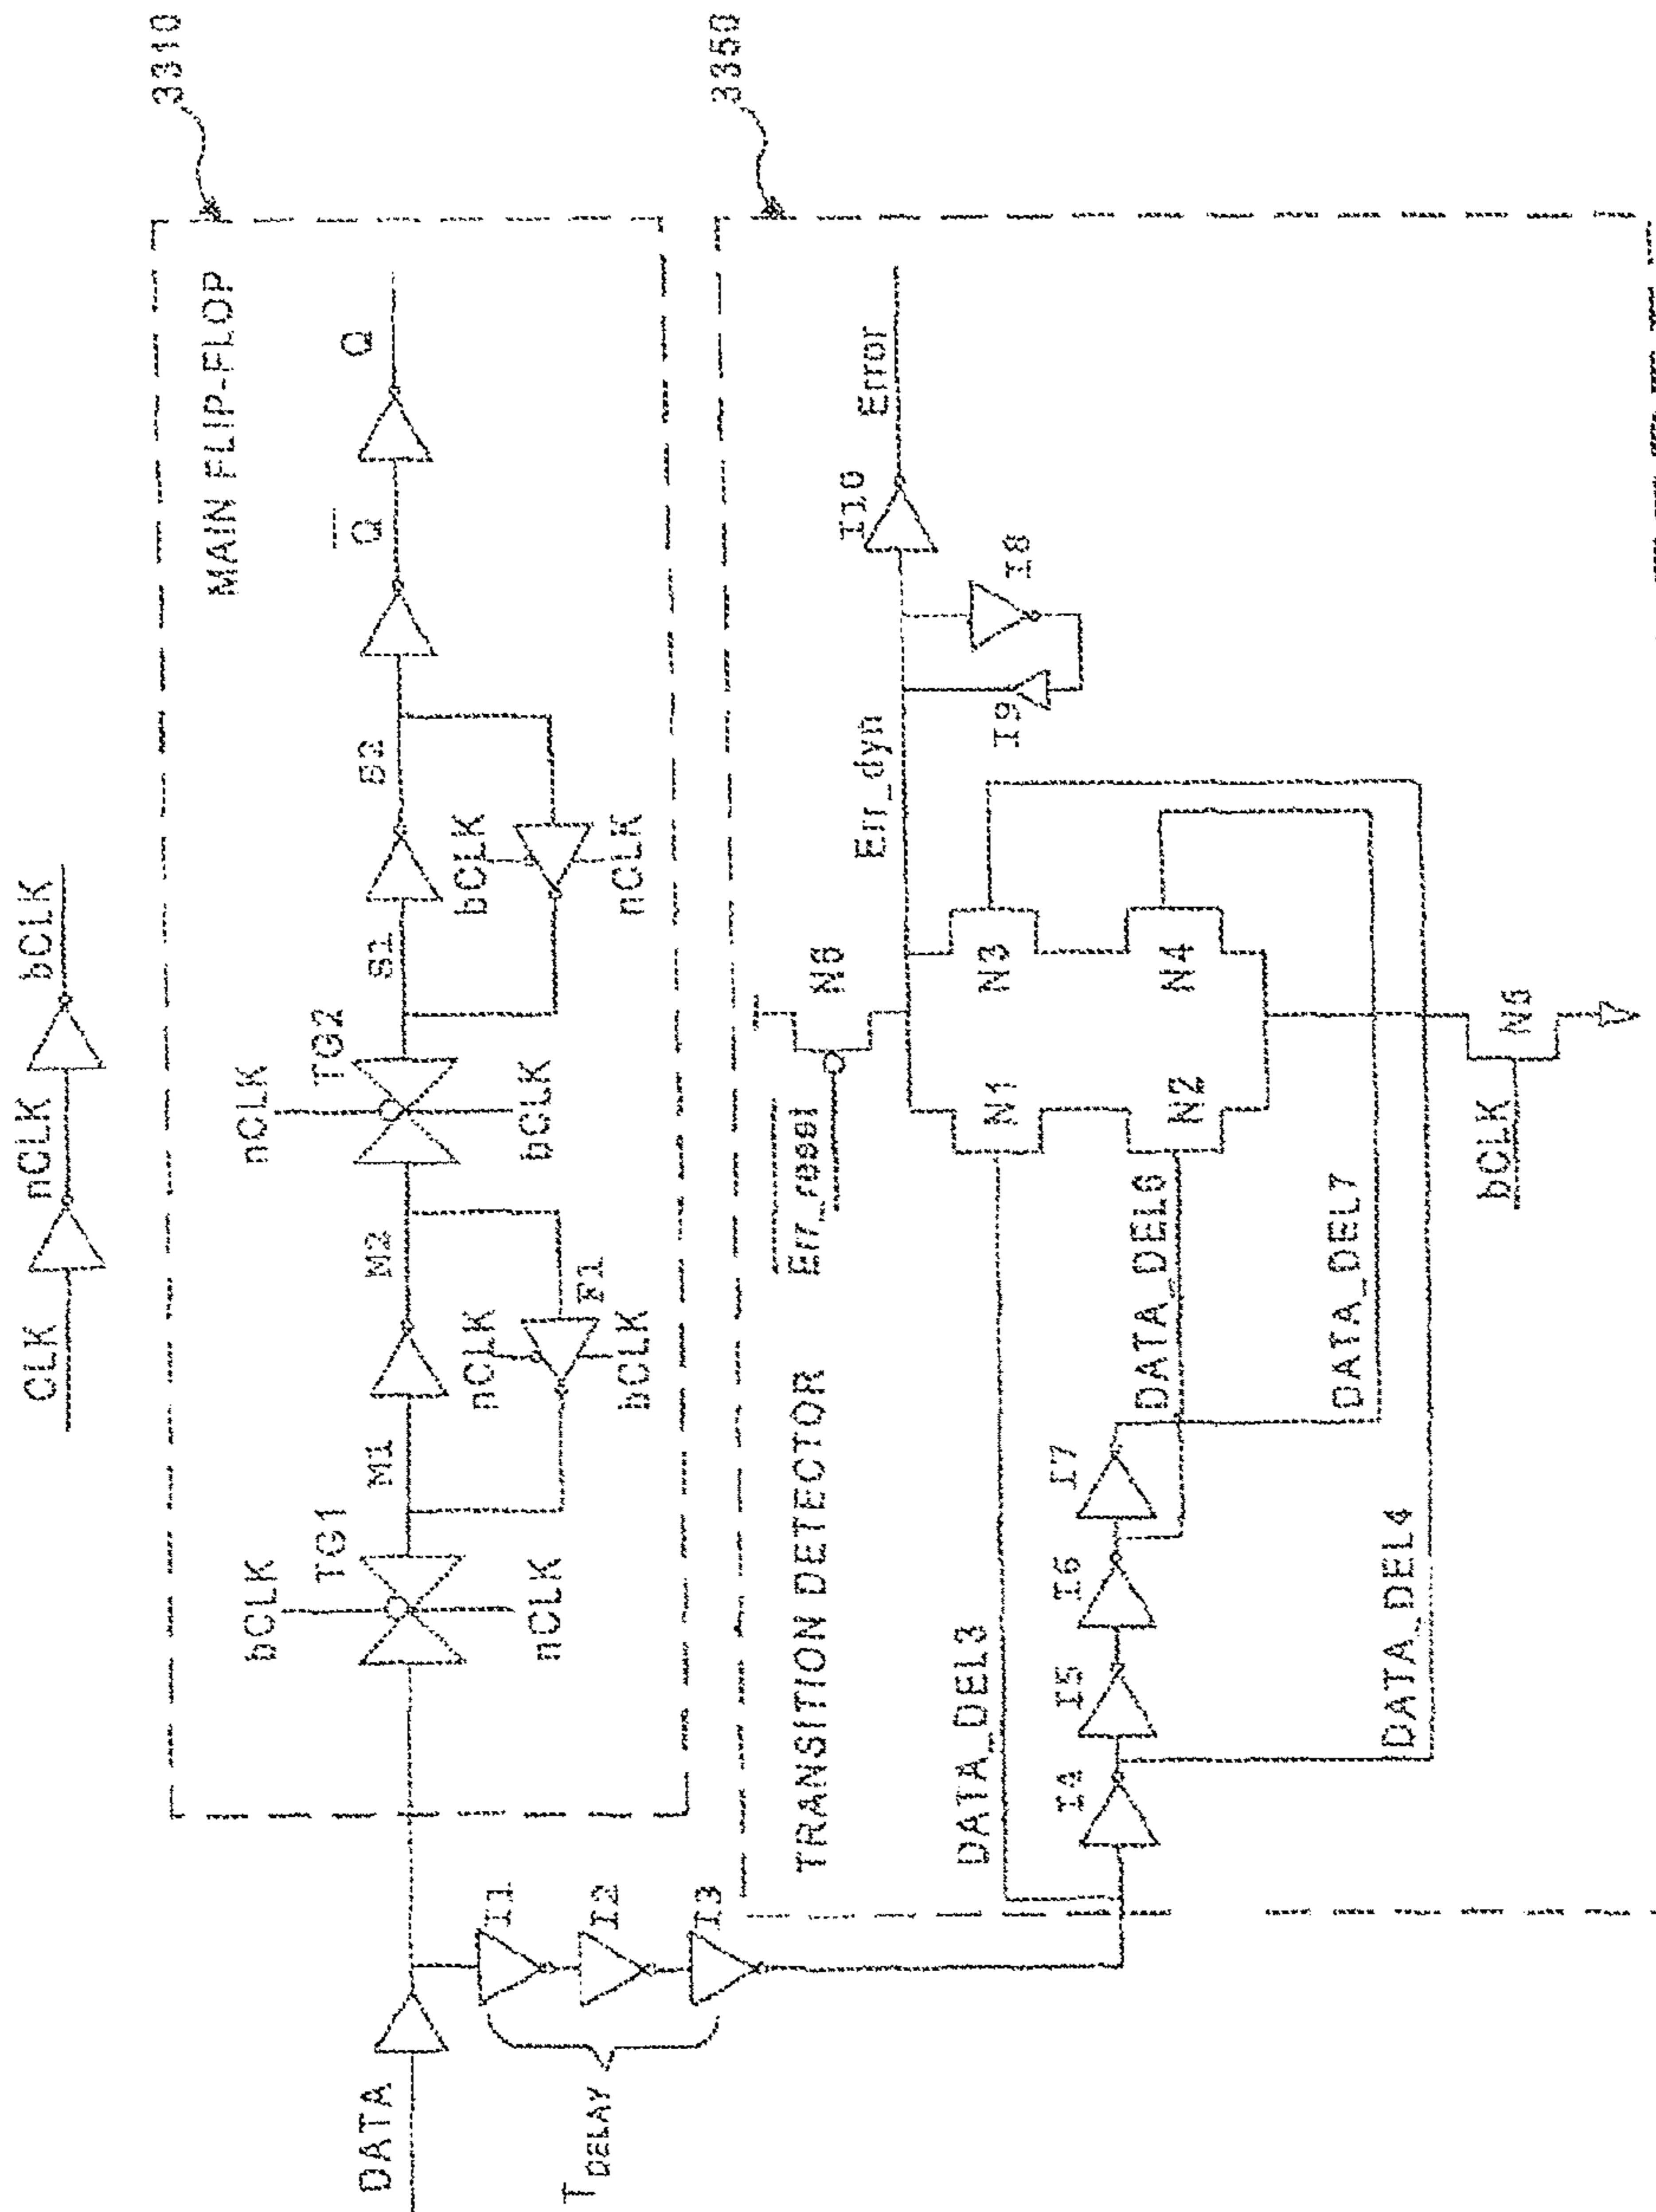 CLK
nCLK
bCLK
3310
MAIN FLIP-FLOP
DATA
bCLK
TG1
nCLK
M1
M2
nCLK
F1
bCLK
nCLK
TG2
bCLK
S1
S2
bCLK
nCLK
Q
Q
T DELAY
I1
I2
I3
3350
TRANSITION DETECTOR
Err_reset
Err_dyn
I10
Error
I9
I8
DATA_DEL3
N1
N3
N2
N4
I4
I5
I6
I7
DATA_DEL6
DATA_DEL7
DATA_DEL4
bCLK